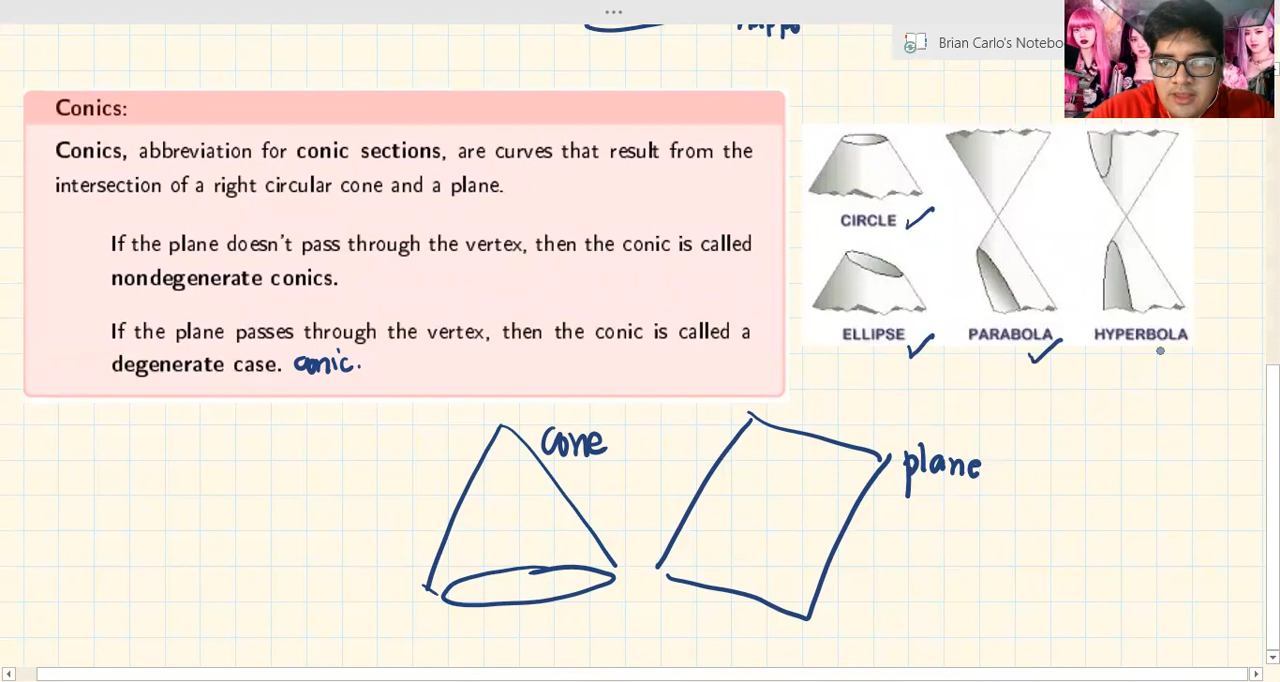 Brian Carlo's Notebo
Conics:
Conics, abbreviation for conic sections, are curves that result from the
intersection of a right circular cone and a plane.
If the plane doesn't pass through the vertex, then the conic is called
nondegenerate conics.
If the plane passes through the vertex, then the conic is called a
degenerate case. conic.
CIRCLE
ELLIPSE
PARABOLA
HYPERBOLA
cone
plane